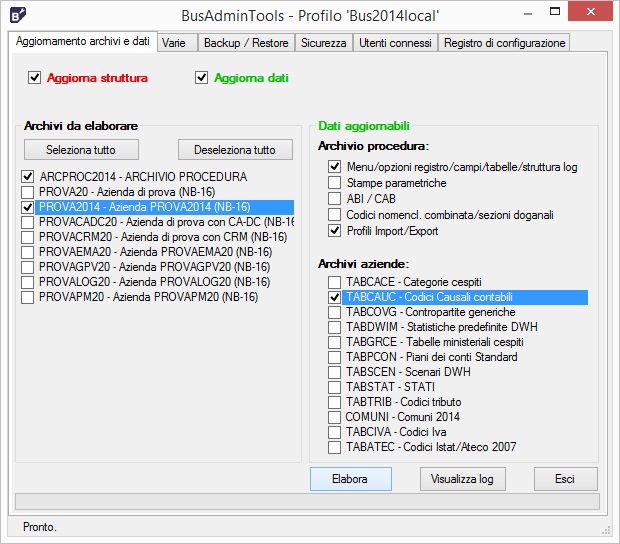 BusAdminTools - Profilo 'Bus2014local'
Aggiornamento archivi e dati
Varie
Backup / Restore
Sicurezza
Utenti connessi
Registro di configurazione
Aggiorna struttura
Aggiorna dati
Archivi da elaborare
Seleziona tutto
Deseleziona tutto
ARCPROC2014 - ARCHIVIO PROCEDURA
PROVA20 - Azienda di prova (NB-16)
PROVA2014 - Azienda PROVA2014 (NB-16)
PROVACADC20 - Azienda di prova con CA-DC (NB-16
PROVACRM20 - Azienda di prova con CRM (NB-16)
PROVAEMA20 - Azienda PROVAEMA20 (NB-16)
PROVAGPV20 - Azienda PROVAGPV20 (NB-16)
PROVALOG20 - Azienda PROVALOG20 (NB-16)
PROVAPM20 - Azienda PROVAPM20 (NB-16)
Dati aggiornabili
Archivio procedura:
Menu/opzioni registro/campi/tabelle/struttura log
Stampe parametriche
ABI / CAB
Codici nomencl. combinata/sezioni doganali
Profili Import/Export
Archivi aziende:
TABCACE - Categorie cespiti
TABCAUC - Codici Causali contabili
TABCOVG - Contropartite generiche
TABDWIM - Statistiche predefinite DWH
TABGRCE - Tabelle ministeriali cespiti
TABPCON - Piani dei conti Standard
TABSCEN - Scenari DWH
TABSTAT - STATI
TABTRIB - Codici tributo
COMUNI - Comuni 2014
TABCIVA - Codici Iva
TABATEC - Codici Istat/Ateco 2007
Elabora
Visualizza log
Esci
Pronto.